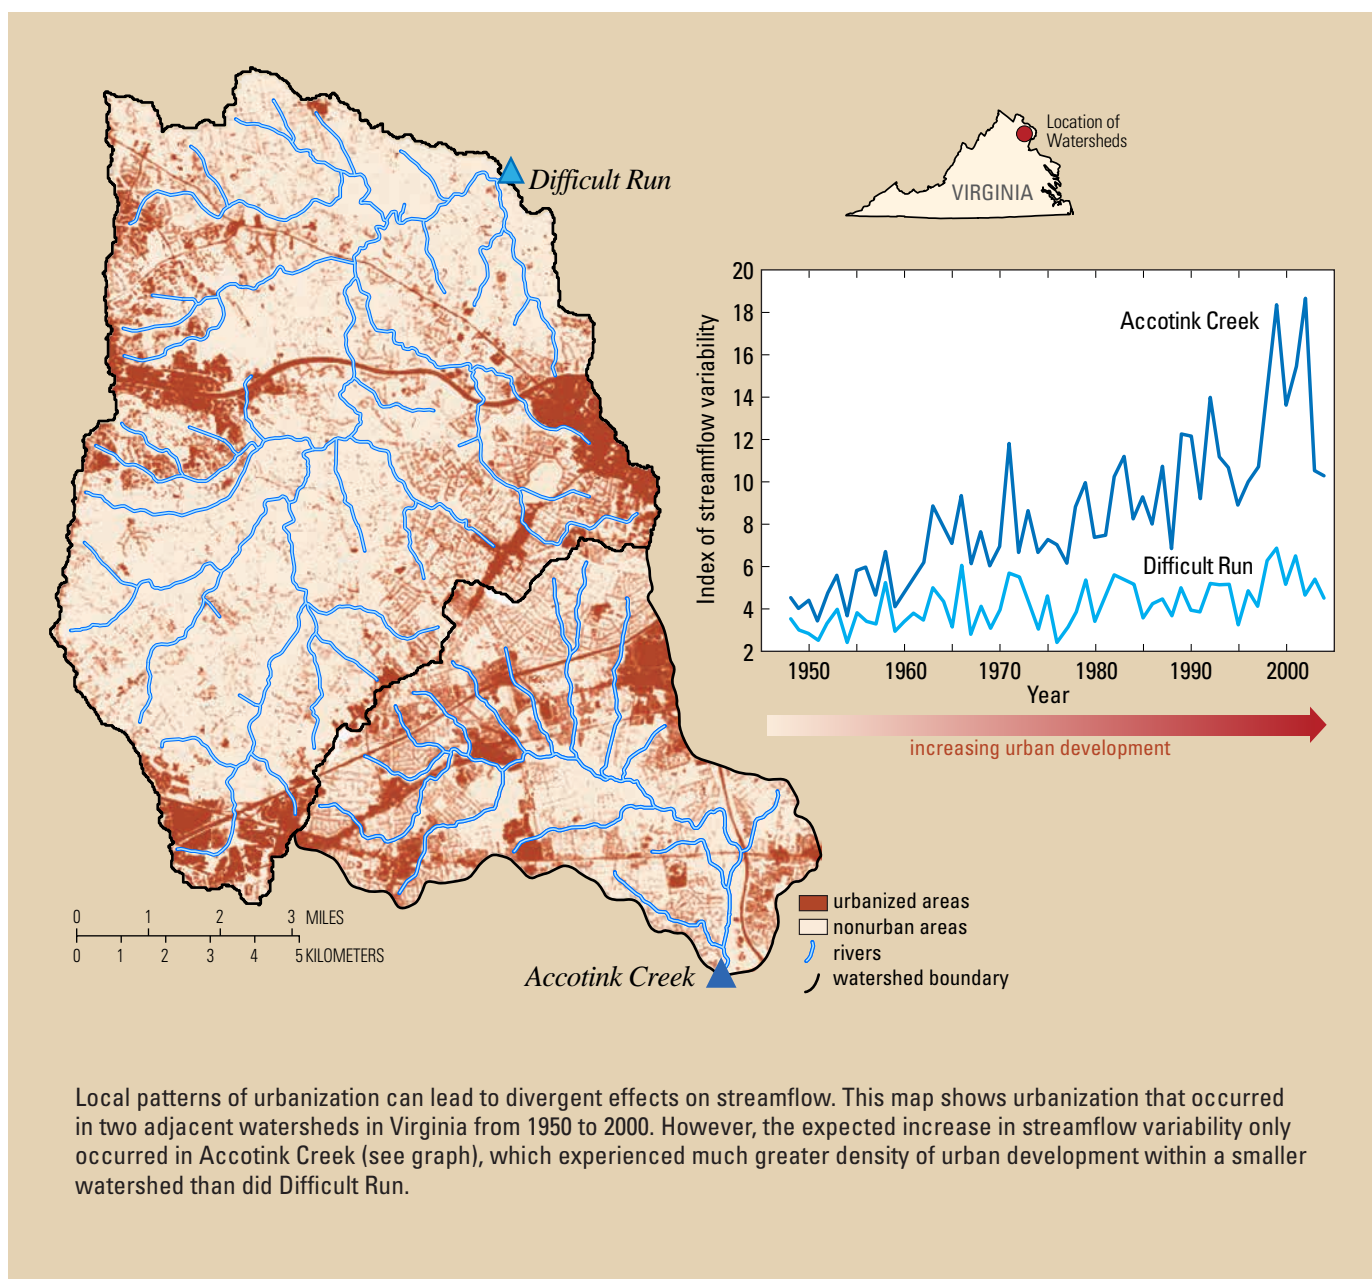 Difficult Run
Location of
Watersheds
VIRGINIA
20
18
16
14
12
10
8
6
4
2
Index of streamflow variability
Accotink Creek
Difficult Run
1950 1960 1970 1980 1990 2000
Year
increasing urban development
urbanized areas
nonurban areas
rivers
watershed boundary
0 1 2 3 MILES
0 1 2 3 4 5 KILOMETERS
Accotink Creek
Local patterns of urbanization can lead to divergent effects on streamflow. This map shows urbanization that occurred
in two adjacent watersheds in Virginia from 1950 to 2000. However, the expected increase in streamflow variability only
occurred in Accotink Creek (see graph), which experienced much greater density of urban development within a smaller
watershed than did Difficult Run.